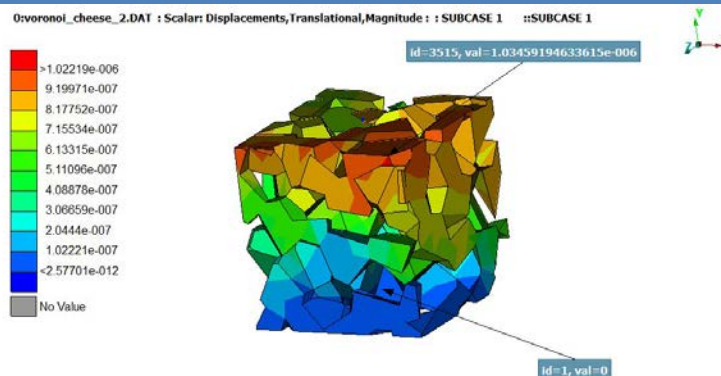 0:voronoi_cheese_2.DAT : Scalar: Displacements,Translational,Magnitude : : SUBCASE 1 ::SUBCASE 1
Y
Z
id=3515, val=1.03459194633615e-006
>1.02219e-006
9.19971e-007
8.17752e-007
7.15534e-007
6.13315e-007
5.11096e-007
4.08878e-007
3.06659e-007
2.0444e-007
1.02221e-007
<2.57701e-012
No Value
id=1, val=0